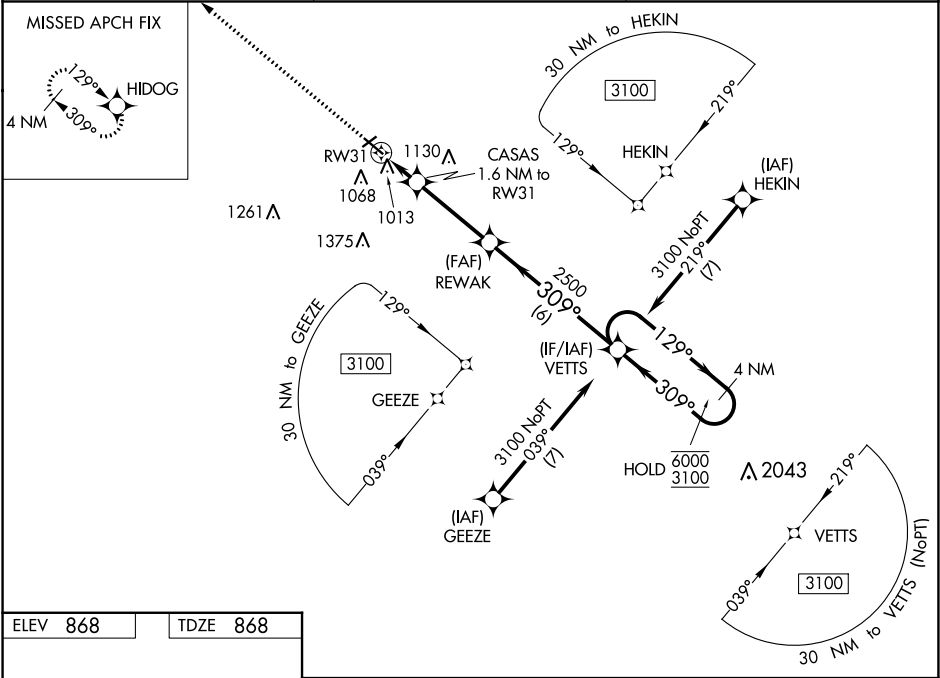 MISSED APCH FIX
129°
HIDOG
4 NM
309°
30 NM to HEKIN
3100
219°
129°
HEKIN
(IAF)
HEKIN
3100 NoPT
219°
(7)
RW31
1130
CASAS
1.6 NM to
RW31
1068
1013
1261
1375
(FAF)
REWAK
2500
309°
(6)
(IF/IAF)
VETTS
129°
4 NM
309°
HOLD
6000
3100
2043
30 NM to GEEZE
129°
3100
GEEZE
039°
3100 NoPT
039°
(7)
(IAF)
GEEZE
219°
VETTS
039°
3100
30 NM to VETTS (NoPT)
ELEV 868
TDZE 868